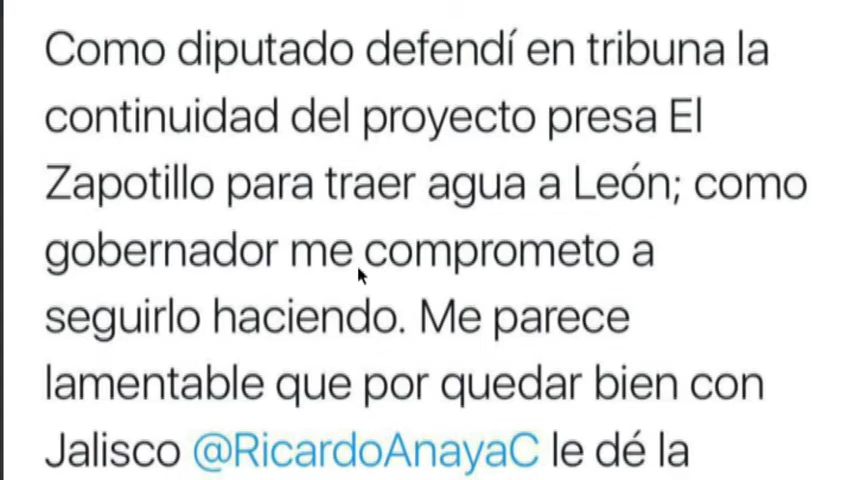 Como diputado defendí en tribuna la
continuidad del proyecto presa El
Zapotillo para traer agua a León; como
gobernador me comprometo a
seguirlo haciendo. Me parece
lamentable que por quedar bien con
Jalisco @RicardoAnayaC le dé la